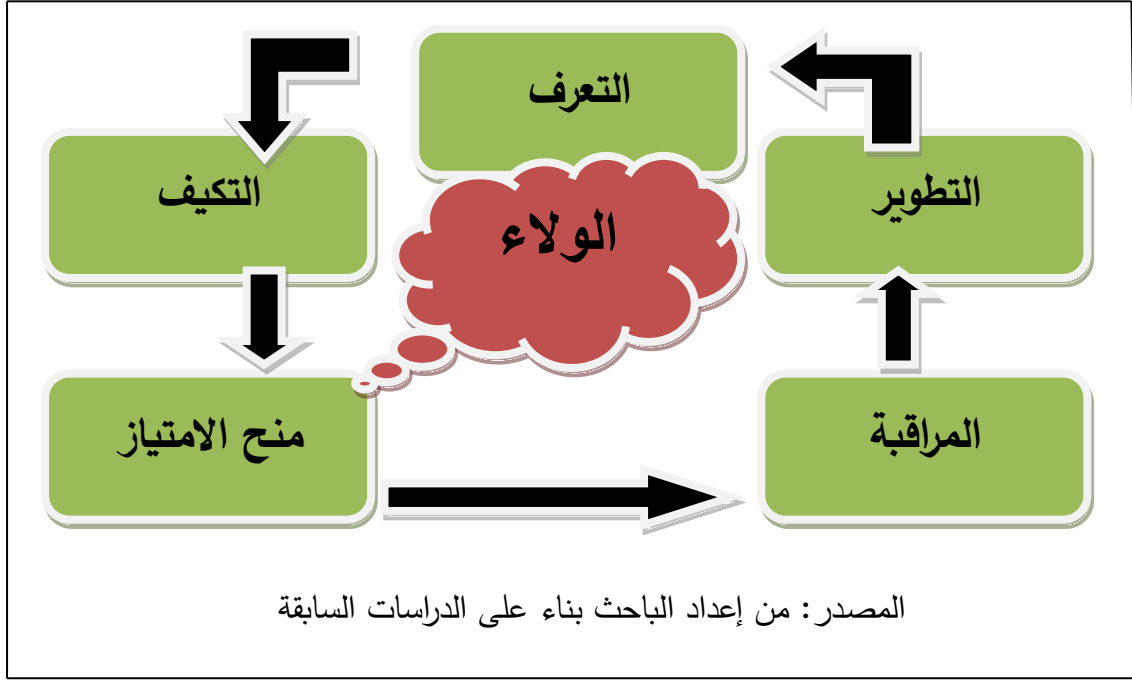 التعرف
التكيف
التطوير
الولاء
منح الامتياز
المراقبة
المصدر: من إعداد الباحث بناء على الدراسات السابقة